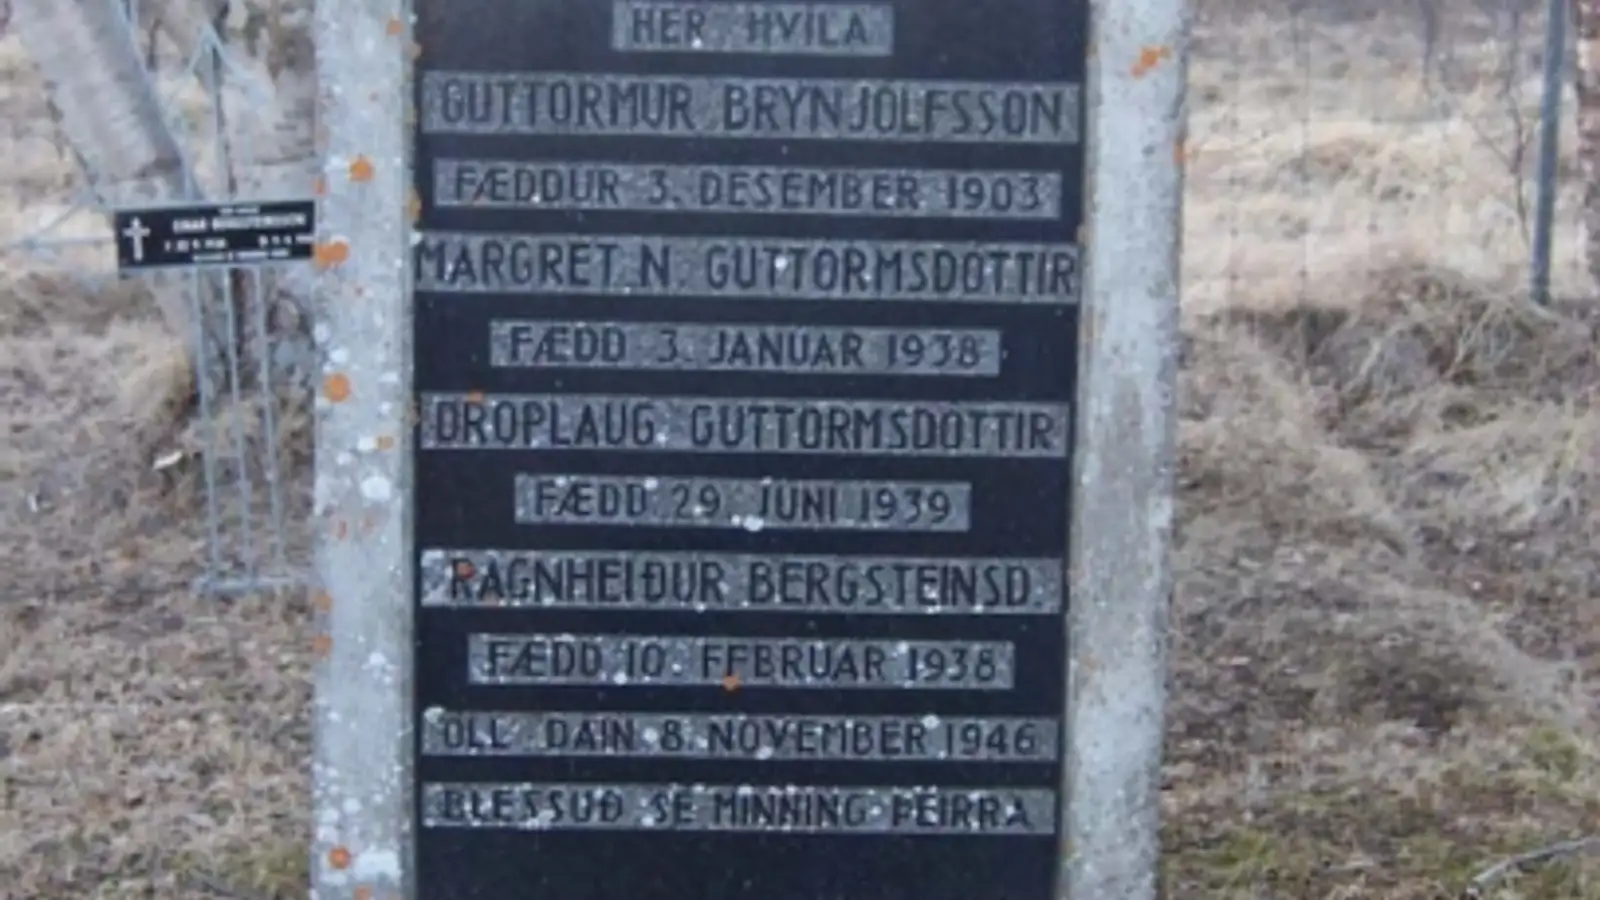 HER HVILA
GUTTORMUR BRYNJOLFSSON
FÆDDUR 3. DESEMBER 1903
MARGRET N. GUTTORMSDOTTIR
FÆDD 3. JANUAR 1938
DROPLAUG GUTTORMSDOTTIR
FÆDD 29. JUNI 1939
RAGNHEIÐUR BERGSTEINSD.
FÆDD 10. FEBRUAR 1938
OLL DAIN 8. NOVEMBER 1946
BLESSUÐ SE MINNING ÞEIRRA